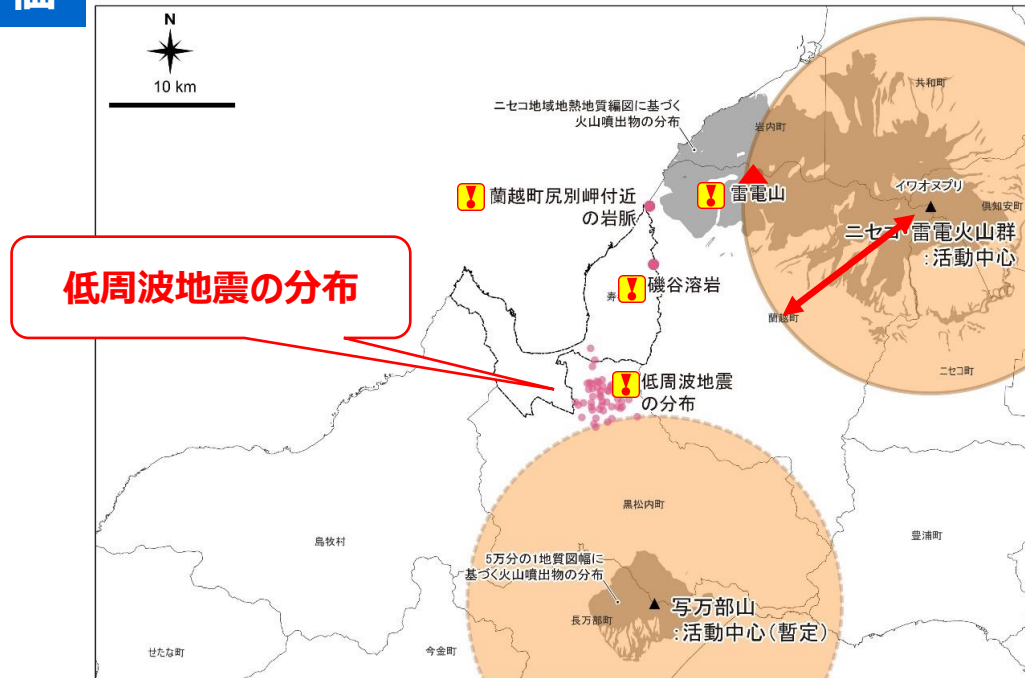 価
N
10 km
ニセコ地域地熱地質編図に基づく
火山噴出物の分布
共和町
岩内町
蘭越町尻別岬付近
の岩脈
雷電山
イワオヌプリ
倶知安町
ニセコ・雷電火山群
:活動中心
低周波地震の分布
磯谷溶岩
寿
蘭越町
ニセコ町
低周波地震
の分布
黒松内町
島牧村
豊浦町
5万分の1地質図幅に
基づく火山噴出物の分布
写万部山
:活動中心(暫定)
長万部町
せたな町
今金町